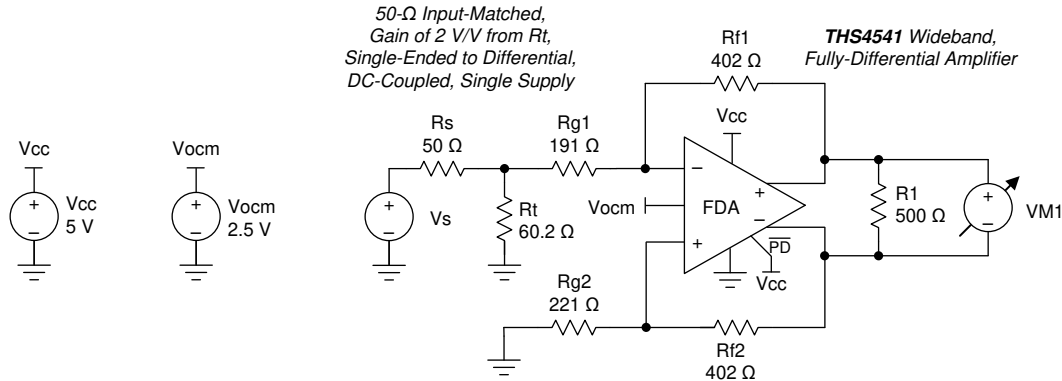 50-Ω Input-Matched,
Gain of 2 V/V from Rt,
Single-Ended to Differential,
DC-Coupled, Single Supply
THS4541 Wideband,
Fully-Differential Amplifier
Rf1
402 Ω
Vcc
Vcc
5 V
+
−
Vocm
Vocm
2.5 V
+
−
Rs
50 Ω
Rg1
191 Ω
Vcc
Vs
+
−
Rt
60.2 Ω
Vocm
FDA
−
+
+
−
PD
Vcc
R1
500 Ω
VM1
+
−
Rg2
221 Ω
Rf2
402 Ω